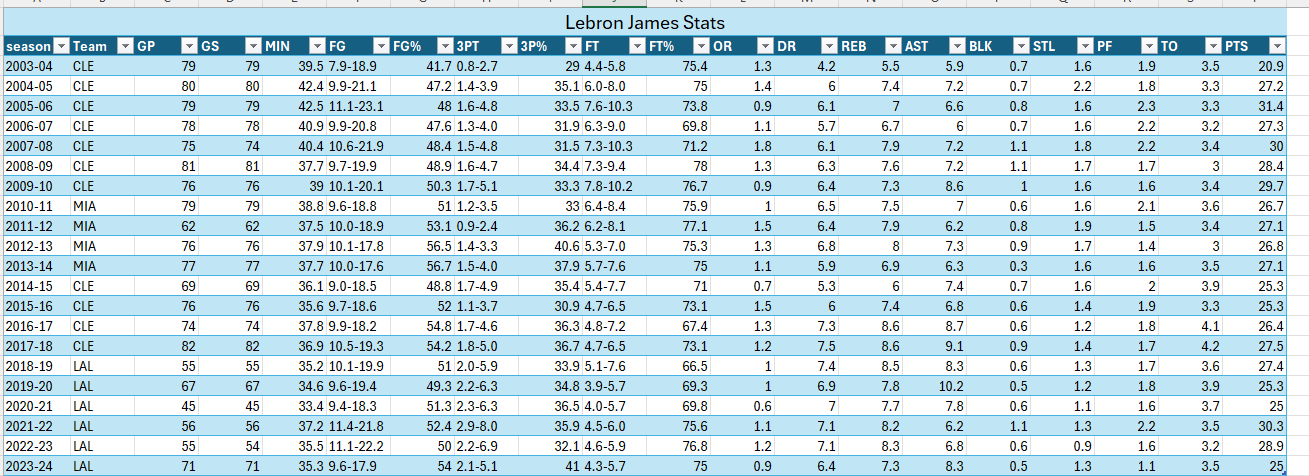 Lebron James Stats
season Team GP GS MIN FG FG% 3PT 3P% FT FT% OR DR REB AST BLK STL PF TO PTS
2003-04 CLE 79 79 39.5 7.9-18.9 41.7 0.8-2.7 29 4.4-5.8 75.4 1.3 4.2 5.5 5.9 0.7 1.6 1.9 3.5 20.9
2004-05 CLE 80 80 42.4 9.9-21.1 47.2 1.4-3.9 35.1 6.0-8.0 75 1.4 6 7.4 7.2 0.7 2.2 1.8 3.3 27.2
2005-06 CLE 79 79 42.5 11.1-23.1 48 1.6-4.8 33.5 7.6-10.3 73.8 0.9 6.1 7 6.6 0.8 1.6 2.3 3.3 31.4
2006-07 CLE 78 78 40.9 9.9-20.8 47.6 1.3-4.0 31.9 6.3-9.0 69.8 1.1 5.7 6.7 6 0.7 1.6 2.2 3.2 27.3
2007-08 CLE 75 74 40.4 10.6-21.9 48.4 1.5-4.8 31.5 7.3-10.3 71.2 1.8 6.1 7.9 7.2 1.1 1.8 2.2 3.4 30
2008-09 CLE 81 81 37.7 9.7-19.9 48.9 1.6-4.7 34.4 7.3-9.4 78 1.3 6.3 7.6 7.2 1.1 1.7 1.7 3 28.4
2009-10 CLE 76 76 39 10.1-20.1 50.3 1.7-5.1 33.3 7.8-10.2 76.7 0.9 6.4 7.3 8.6 1 1.6 1.6 3.4 29.7
2010-11 MIA 79 79 38.8 9.6-18.8 51 1.2-3.5 33 6.4-8.4 75.9 1 6.5 7.5 7 0.6 1.6 2.1 3.6 26.7
2011-12 MIA 62 62 37.5 10.0-18.9 53.1 0.9-2.4 36.2 6.2-8.1 77.1 1.5 6.4 7.9 6.2 0.8 1.9 1.5 3.4 27.1
2012-13 MIA 76 76 37.9 10.1-17.8 56.5 1.4-3.3 40.6 5.3-7.0 75.3 1.3 6.8 8 7.3 0.9 1.7 1.4 3 26.8
2013-14 MIA 77 77 37.7 10.0-17.6 56.7 1.5-4.0 37.9 5.7-7.6 75 1.1 5.9 6.9 6.3 0.3 1.6 1.6 3.5 27.1
2014-15 CLE 69 69 36.1 9.0-18.5 48.8 1.7-4.9 35.4 5.4-7.7 71 0.7 5.3 6 7.4 0.7 1.6 2 3.9 25.3
2015-16 CLE 76 76 35.6 9.7-18.6 52 1.1-3.7 30.9 4.7-6.5 73.1 1.5 6 7.4 6.8 0.6 1.4 1.9 3.3 25.3
2016-17 CLE 74 74 37.8 9.9-18.2 54.8 1.7-4.6 36.3 4.8-7.2 67.4 1.3 7.3 8.6 8.7 0.6 1.2 1.8 4.1 26.4
2017-18 CLE 82 82 36.9 10.5-19.3 54.2 1.8-5.0 36.7 4.7-6.5 73.1 1.2 7.5 8.6 9.1 0.9 1.4 1.7 4.2 27.5
2018-19 LAL 55 55 35.2 10.1-19.9 51 2.0-5.9 33.9 5.1-7.6 66.5 1 7.4 8.5 8.3 0.6 1.3 1.7 3.6 27.4
2019-20 LAL 67 67 34.6 9.6-19.4 49.3 2.2-6.3 34.8 3.9-5.7 69.3 1 6.9 7.8 10.2 0.5 1.2 1.8 3.9 25.3
2020-21 LAL 45 45 33.4 9.4-18.3 51.3 2.3-6.3 36.5 4.0-5.7 69.8 0.6 7 7.7 7.8 0.6 1.1 1.6 3.7 25
2021-22 LAL 56 56 37.2 11.4-21.8 52.4 2.9-8.0 35.9 4.5-6.0 75.6 1.1 7.1 8.2 6.2 1.1 1.3 2.2 3.5 30.3
2022-23 LAL 55 54 35.5 11.1-22.2 50 2.2-6.9 32.1 4.6-5.9 76.8 1.2 7.1 8.3 6.8 0.6 0.9 1.6 3.2 28.9
2023-24 LAL 71 71 35.3 9.6-17.9 54 2.1-5.1 41 4.3-5.7 75 0.9 6.4 7.3 8.3 0.5 1.3 1.1 3.5 25